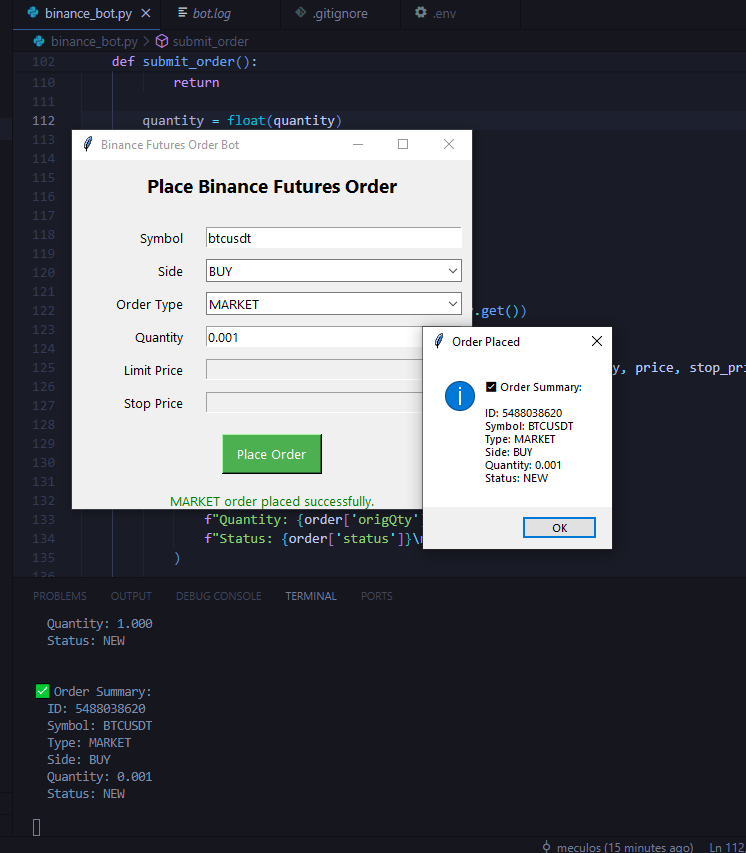 binance_bot.py
bot.log
.gitignore
.env
binance_bot.py > submit_order
102 def submit_order():
110 return
111
112 quantity = float(quantity)
113
114
115
116
117
118
119
120
121
122 .get())
123
124
125 y, price, stop_pri
126
127
128
129
130
131
132
133 f"Quantity: {order['origQty']
134 f"Status: {order['status']}\n
135 )
136
Binance Futures Order Bot
Place Binance Futures Order
Symbol btcusdt
Side BUY
Order Type MARKET
Quantity 0.001
Limit Price
Stop Price
Place Order
MARKET order placed successfully.
Order Placed
✅ Order Summary:
ID: 5488038620
Symbol: BTCUSDT
Type: MARKET
Side: BUY
Quantity: 0.001
Status: NEW
OK
PROBLEMS OUTPUT DEBUG CONSOLE TERMINAL PORTS
Quantity: 1.000
Status: NEW
✅ Order Summary:
ID: 5488038620
Symbol: BTCUSDT
Type: MARKET
Side: BUY
Quantity: 0.001
Status: NEW
meculos (15 minutes ago) Ln 112